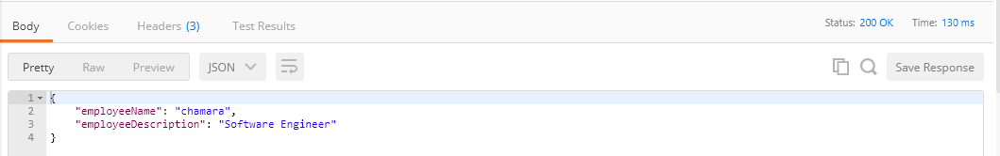 Body Cookies Headers (3) Test Results Status: 200 OK Time: 130 ms
Pretty Raw Preview JSON Save Response
1 {
2 "employeeName": "chamara",
3 "employeeDescription": "Software Engineer"
4 }